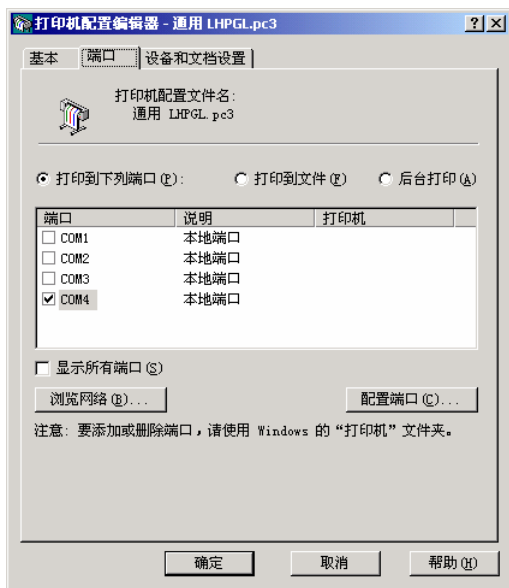 打印机配置编辑器 - 通用 LHPGL.pc3
基本 端口 设备和文档设置
打印机配置文件名:
通用 LHPGL.pc3
打印到下列端口(P): 打印到文件(F) 后台打印(A)
端口 说明 打印机
COM1 本地端口
COM2 本地端口
COM3 本地端口
COM4 本地端口
显示所有端口(S)
浏览网络(B)... 配置端口(C)...
注意: 要添加或删除端口，请使用 Windows 的“打印机”文件夹。
确定 取消 帮助(H)